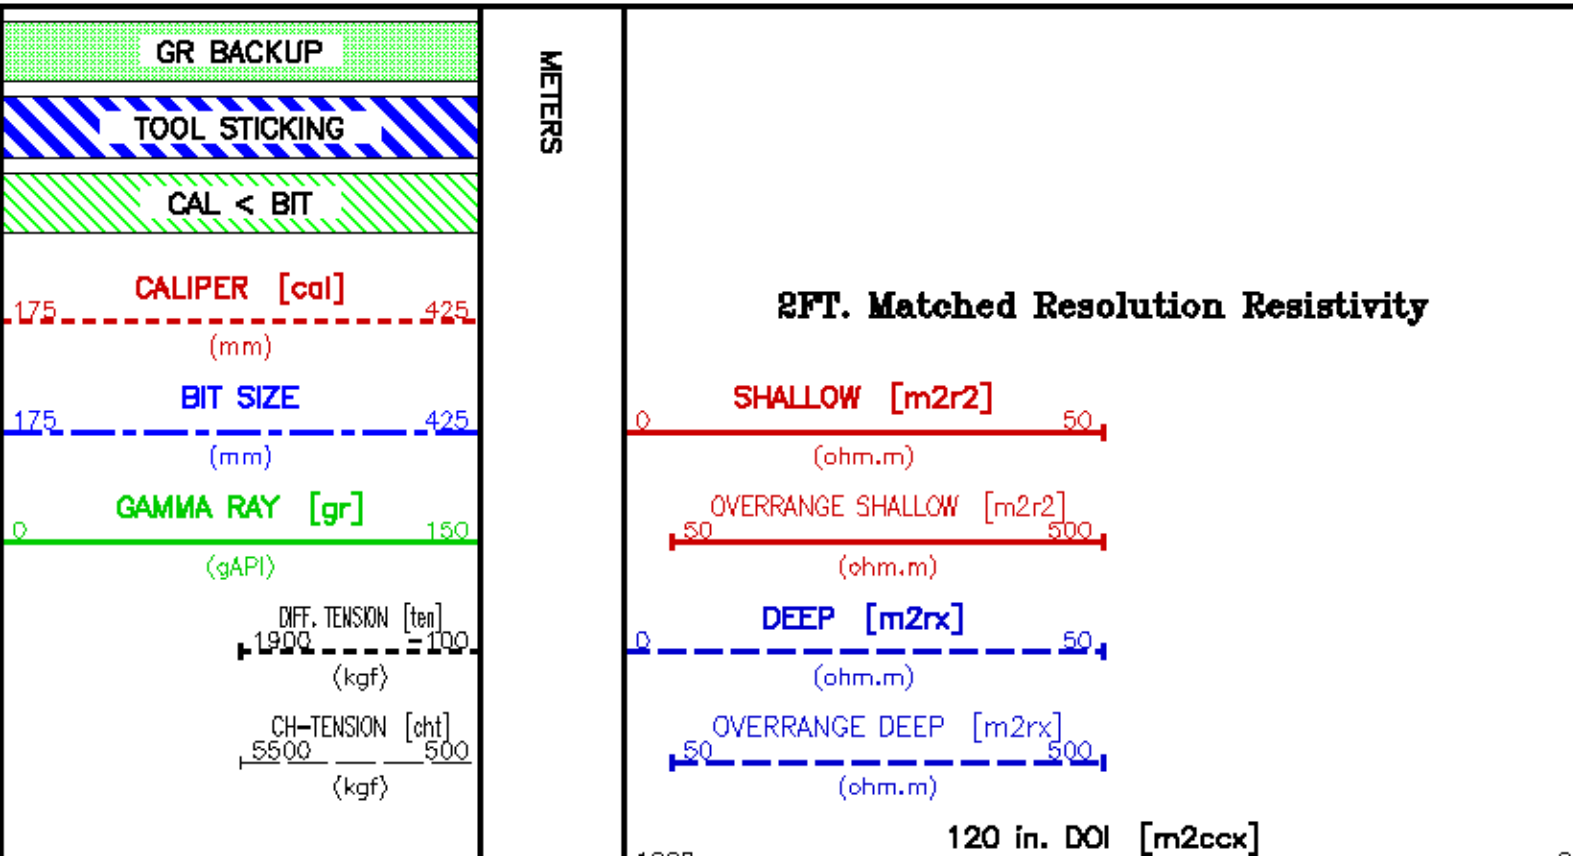 GR BACKUP
TOOL STICKING
CAL < BIT
CALIPER [cal]
175 425
(mm)
BIT SIZE
175 425
(mm)
GAMMA RAY [gr]
0 150
(gAPI)
DIFF. TENSION [ten]
1900 -100
(kgf)
CH-TENSION [cht]
5500 500
(kgf)
METERS
2FT. Matched Resolution Resistivity
SHALLOW [m2r2]
0 50
(ohm.m)
OVERRANGE SHALLOW [m2r2]
50 500
(ohm.m)
DEEP [m2rx]
0 50
(ohm.m)
OVERRANGE DEEP [m2rx]
50 500
(ohm.m)
120 in. DOI [m2ccx]